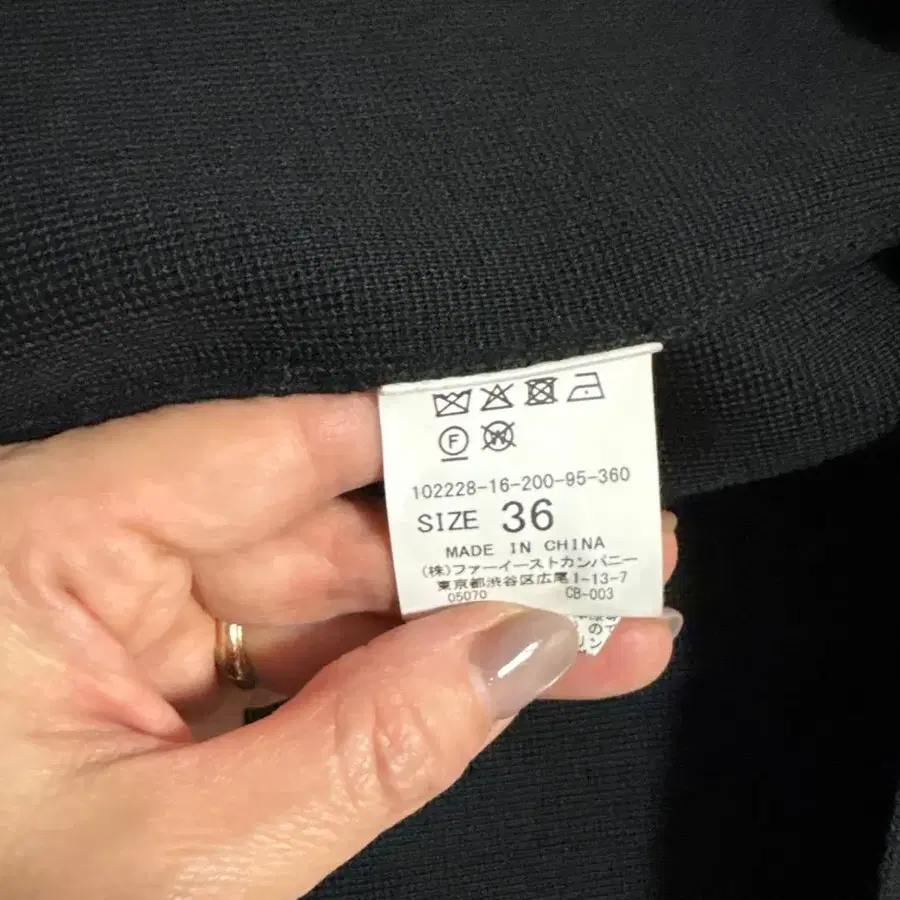 F W
102228-16-200-95-360
SIZE 36
MADE IN CHINA
(株)ファーイーストカンパニー
東京都渋谷区広尾1-13-7
05070 CB-003